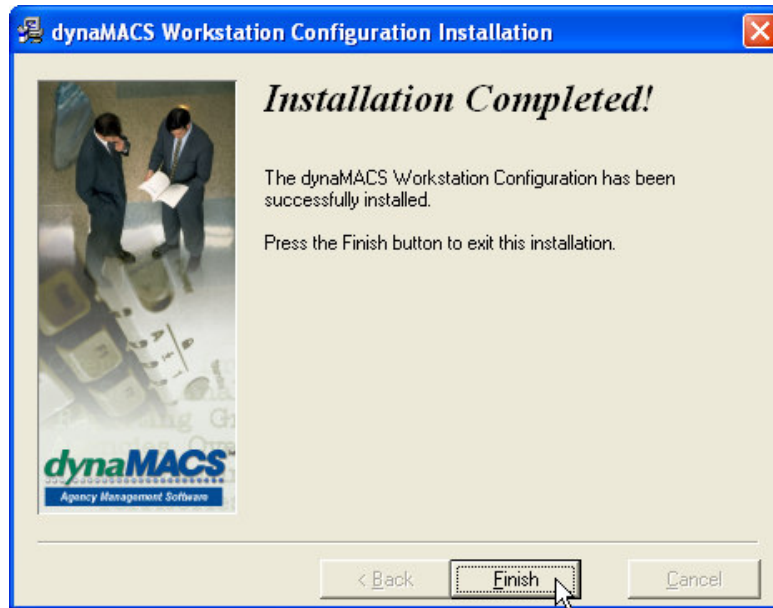 dynaMACS Workstation Configuration Installation
Installation Completed!
The dynaMACS Workstation Configuration has been
successfully installed.
Press the Finish button to exit this installation.
dynaMACS
Agency Management Software
< Back
Finish
Cancel